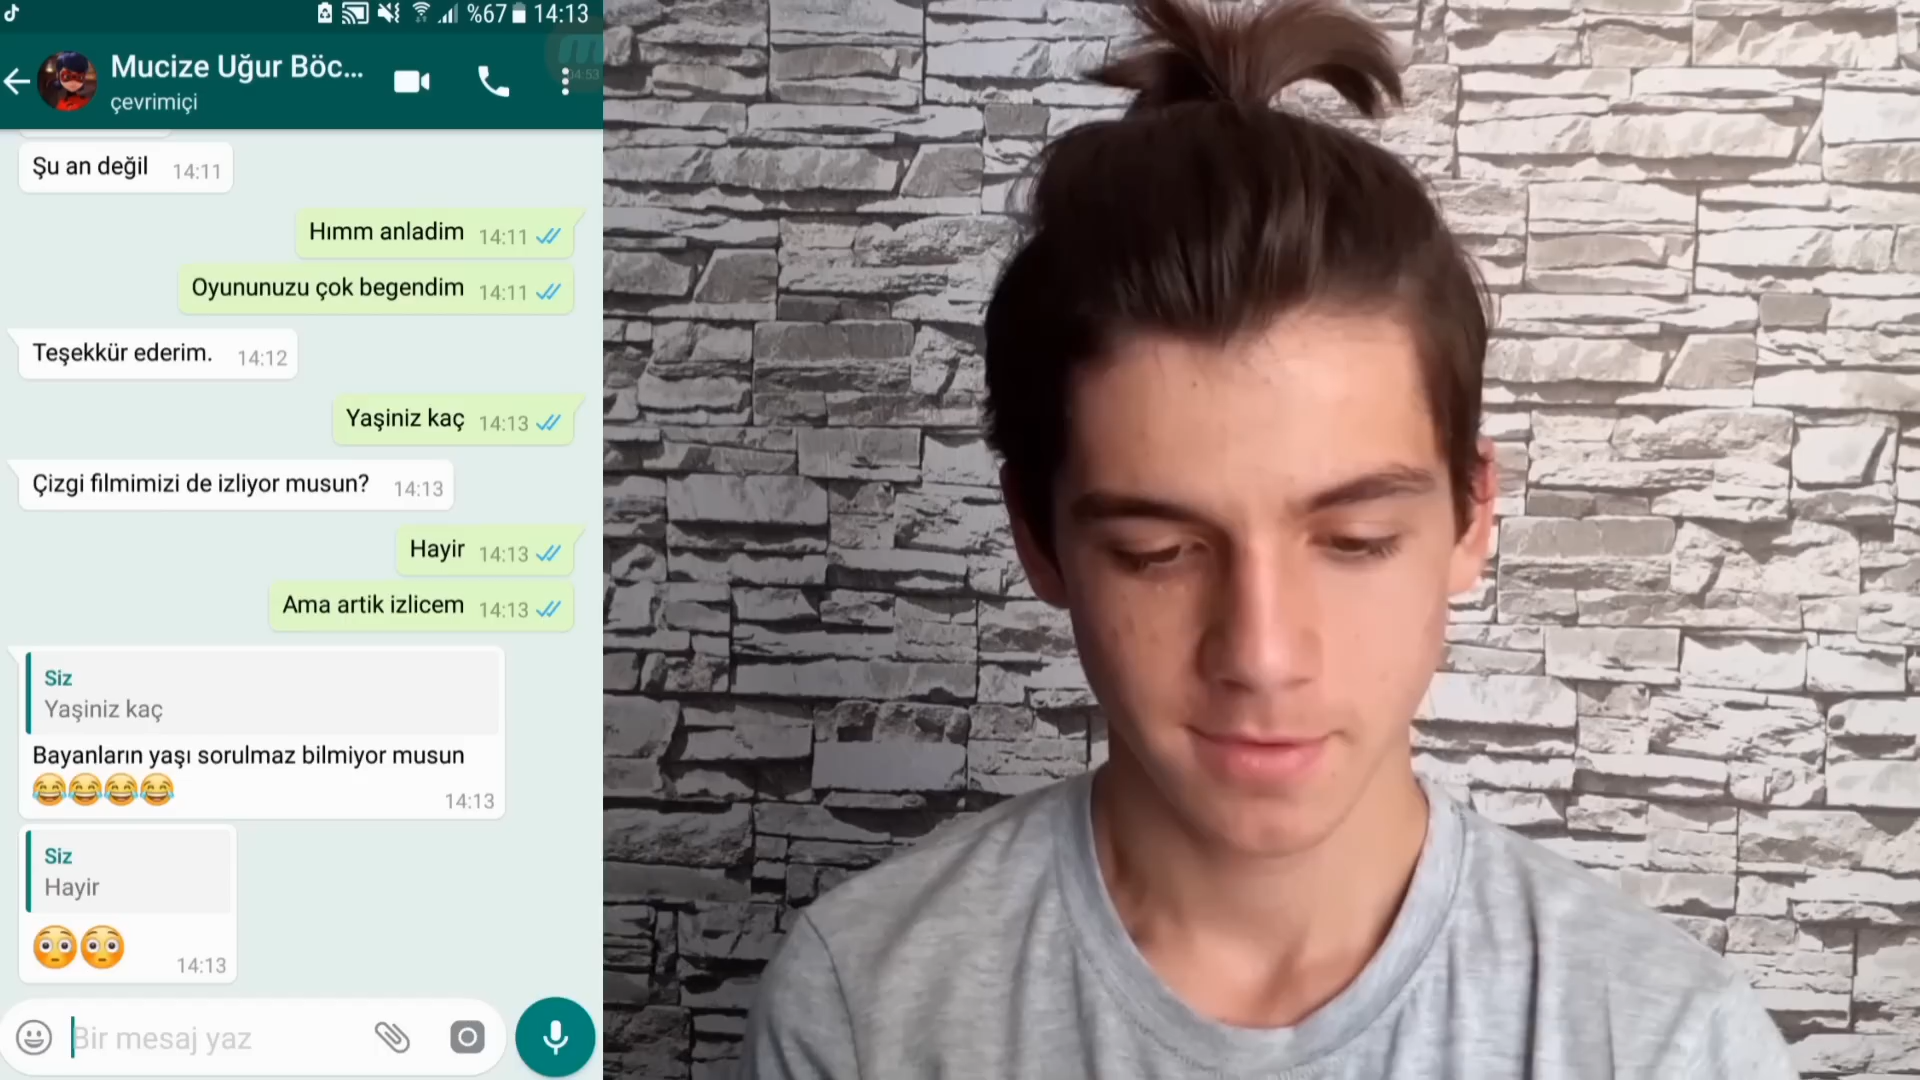 %67 14:13
Mucize Uğur Böc...
çevrimiçi
4:53
Şu an değil 14:11
Hımm anladim 14:11
Oyununuzu çok begendim 14:11
Teşekkür ederim. 14:12
Yaşiniz kaç 14:13
Çizgi filmimizi de izliyor musun? 14:13
Hayir 14:13
Ama artik izlicem 14:13
Siz
Yaşiniz kaç
Bayanların yaşı sorulmaz bilmiyor musun
14:13
Siz
Hayir
14:13
Bir mesaj yaz